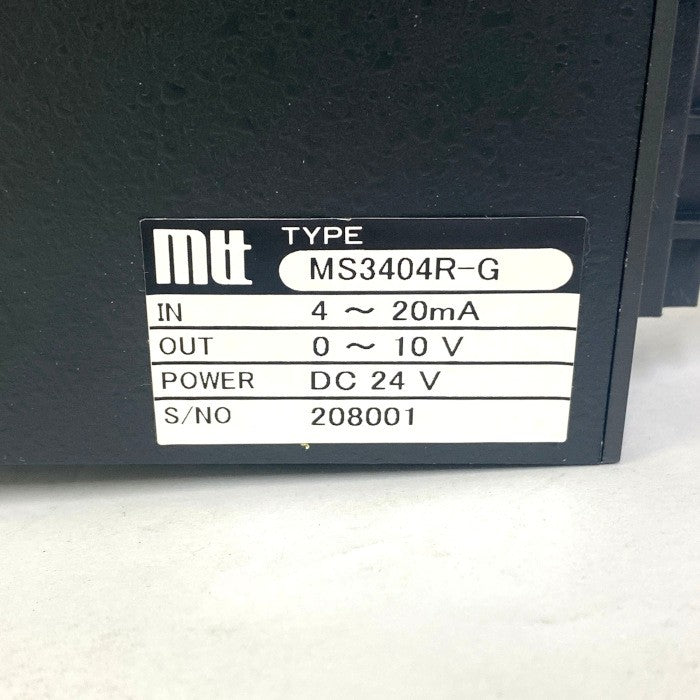 mtt TYPE
MS3404R-G
IN 4 ～ 20mA
OUT 0 ～ 10 V
POWER DC 24 V
S/NO 208001